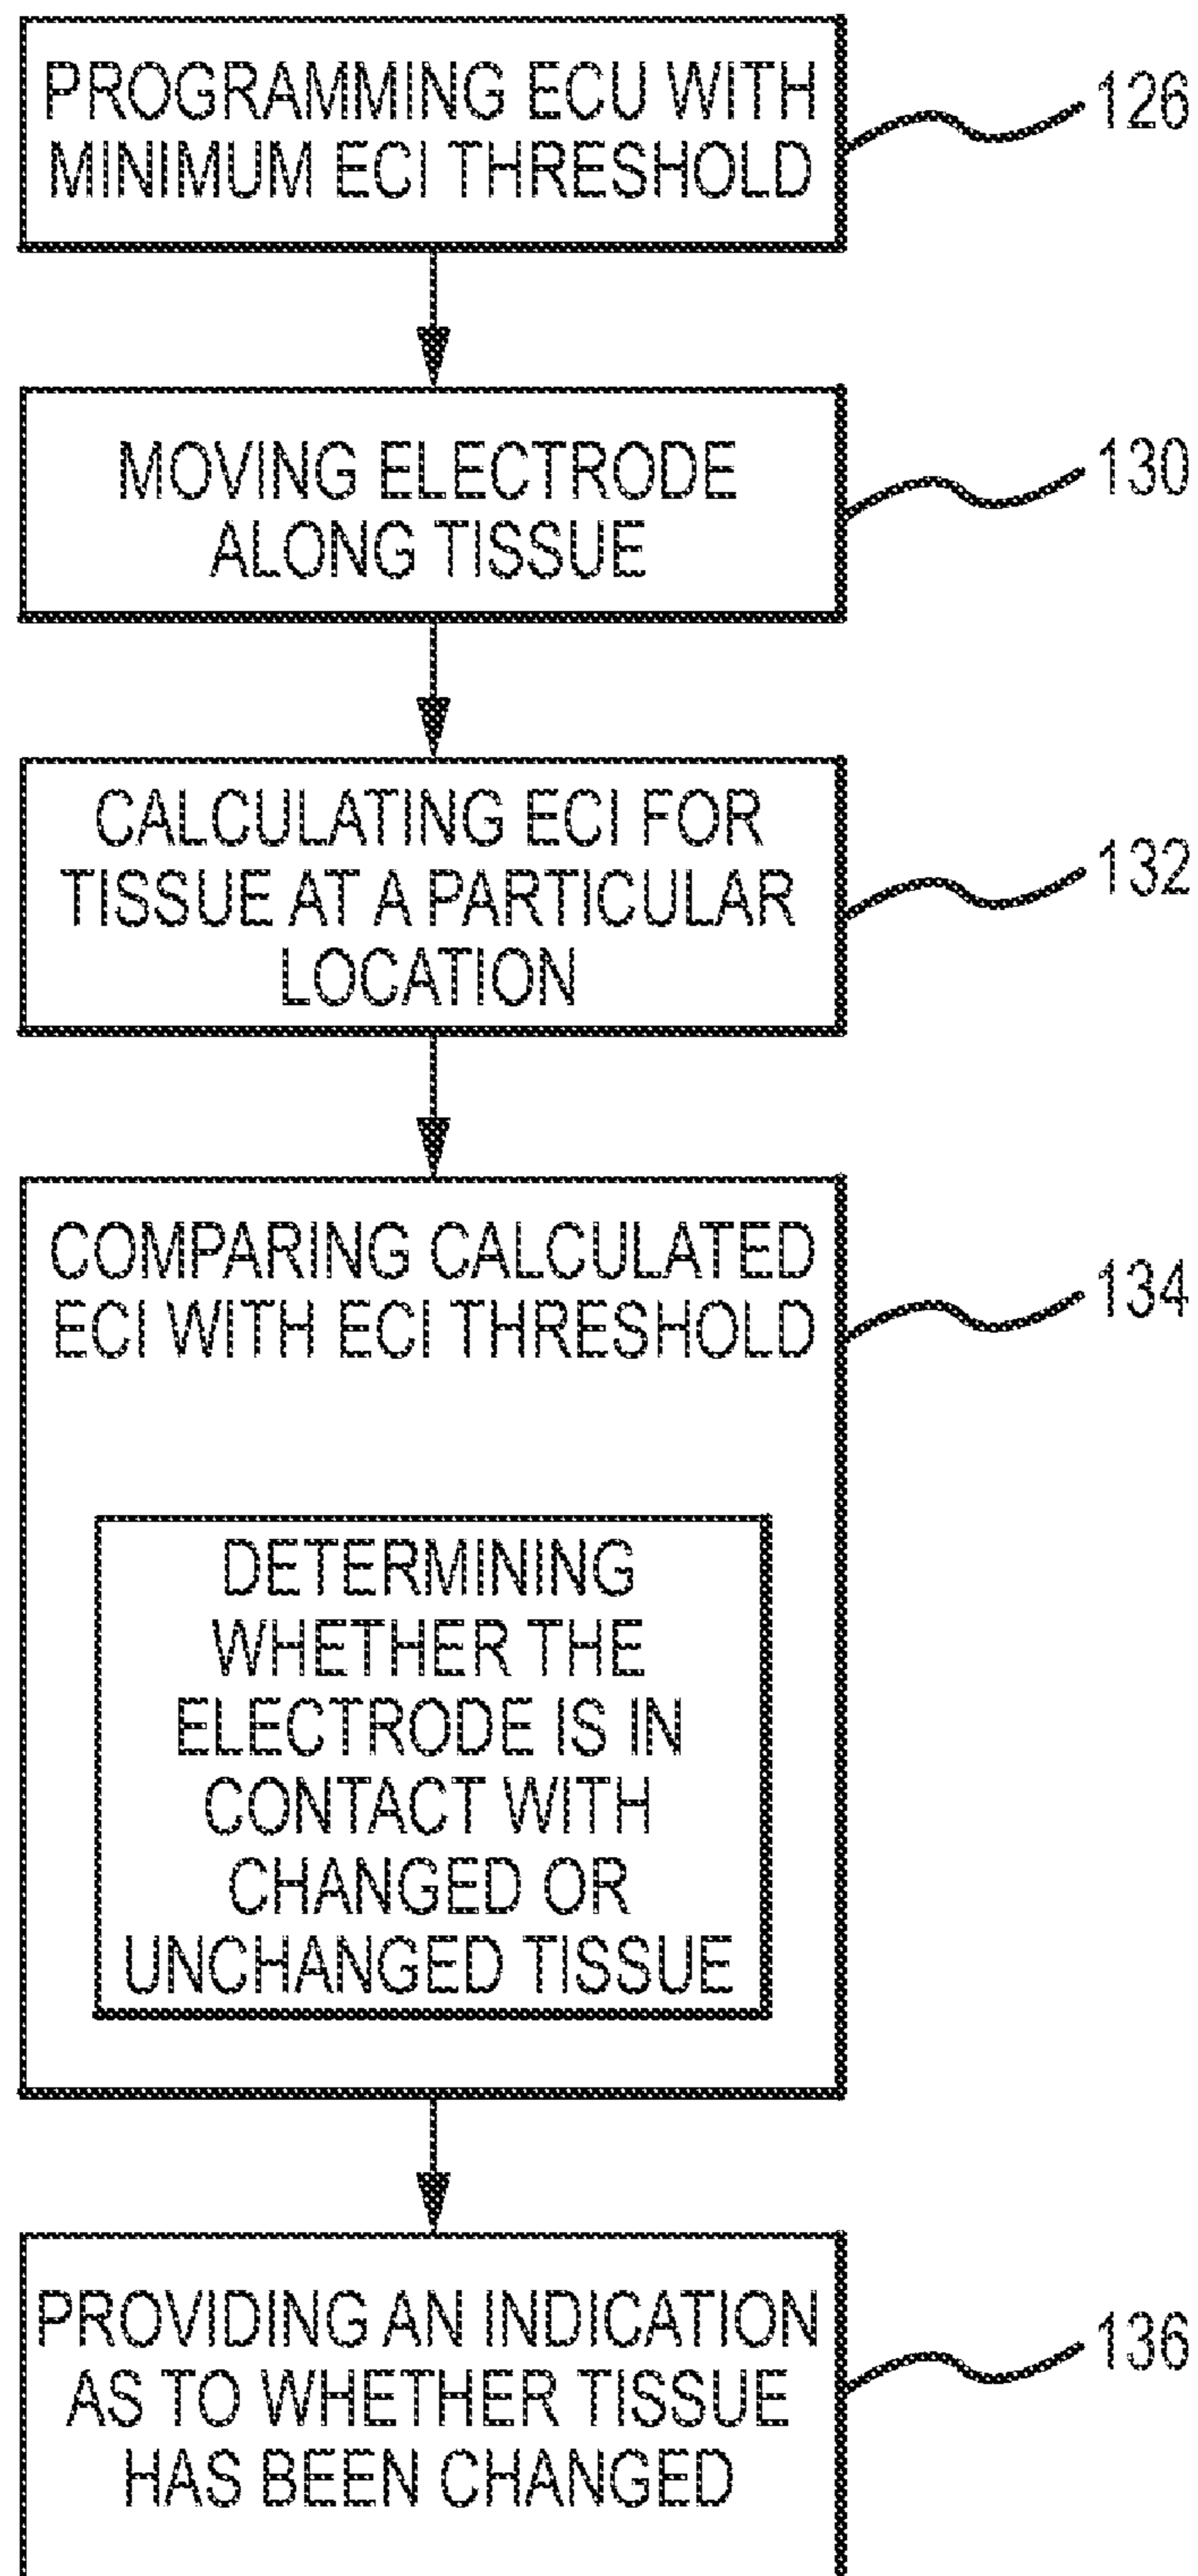 PROGRAMMING ECU WITH
MINIMUM ECI THRESHOLD
126
MOVING ELECTRODE
ALONG TISSUE
130
CALCULATING ECI FOR
TISSUE AT A PARTICULAR
LOCATION
132
COMPARING CALCULATED
ECI WITH ECI THRESHOLD
134
DETERMINING
WHETHER THE
ELECTRODE IS IN
CONTACT WITH
CHANGED OR
UNCHANGED TISSUE
PROVIDING AN INDICATION
AS TO WHETHER TISSUE
HAS BEEN CHANGED
136